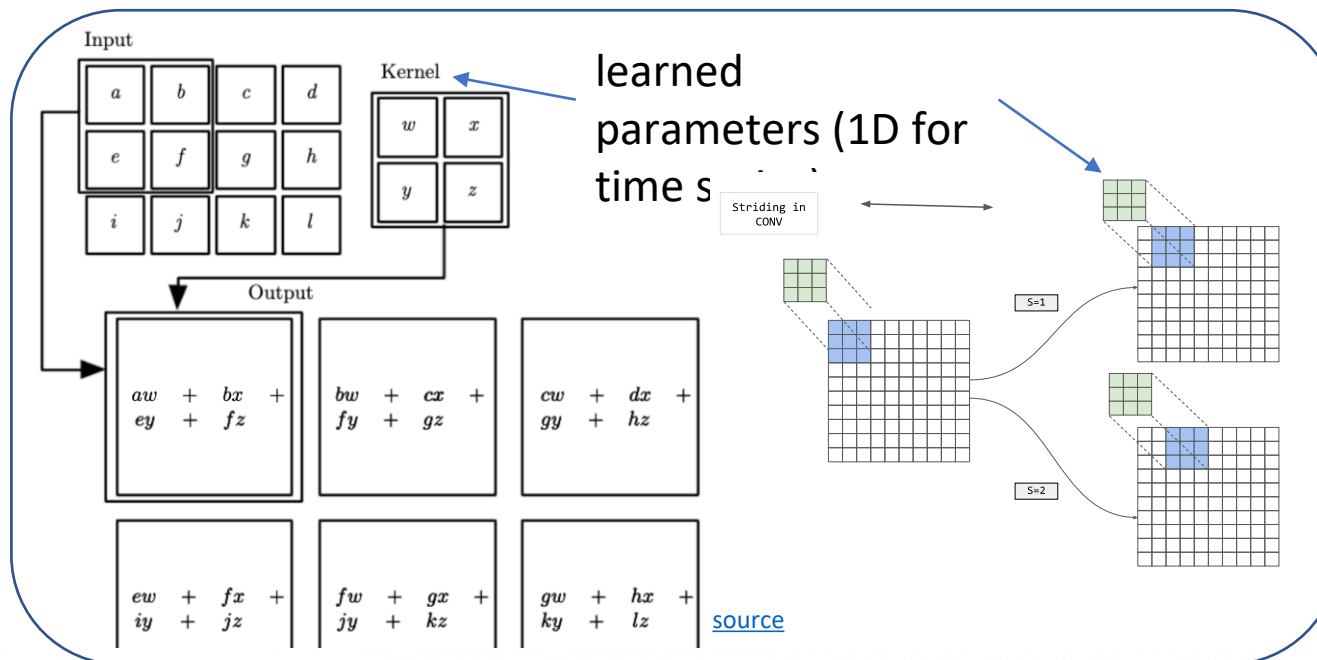 Input
a b c d
e f g h
i j k l
Kernel
w x
y z
learned
parameters (1D for
time
Striding in
CONV
S=1
S=2
Output
aw + bx +
ey + fz
bw + cx +
fy + gz
cw + dx +
gy + hz
ew + fx +
iy + jz
fw + gx +
jy + kz
gw + hx +
ky + lz
source